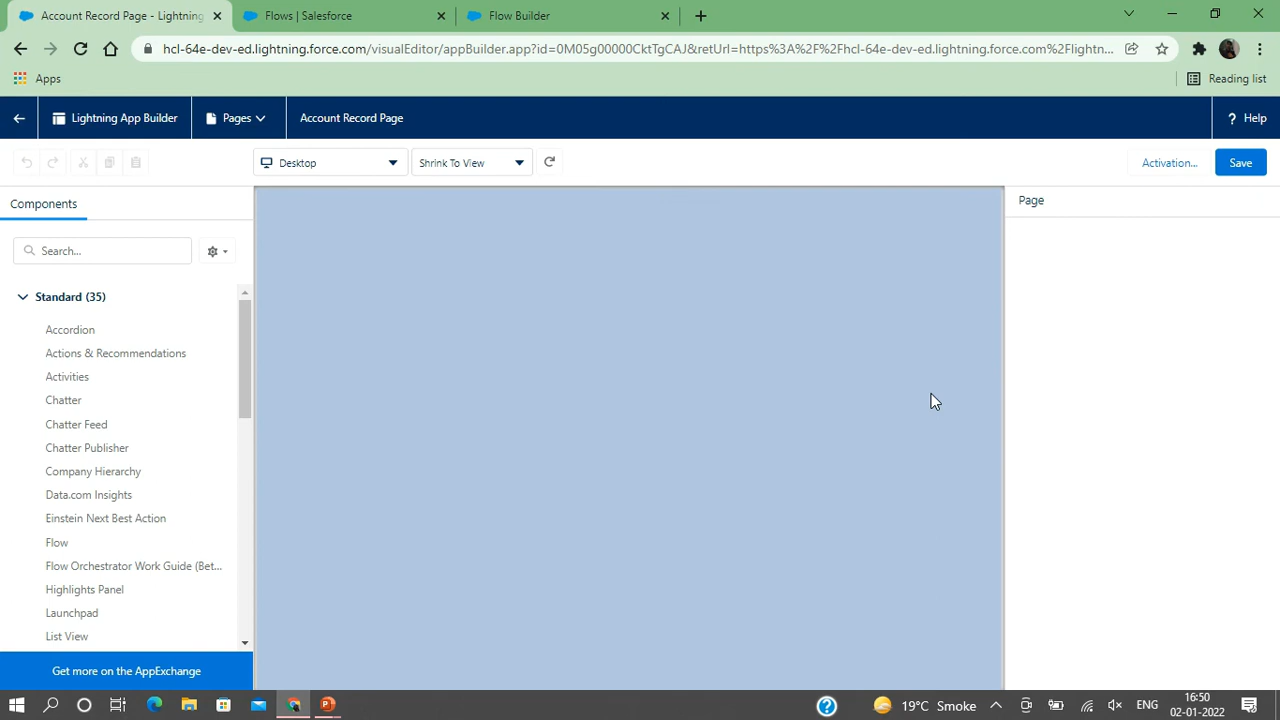 Account Record Page - Lightning
Flows | Salesforce
Flow Builder
hcl-64e-dev-ed.lightning.force.com/visualEditor/appBuilder.app?id=0M05g00000CktTgCAJ&retUrl=https%3A%2F%2Fhcl-64e-dev-ed.lightning.force.com%2Flightn...
Apps
Reading list
Lightning App Builder
Pages
Account Record Page
? Help
Desktop
Shrink To View
Activation...
Save
Components
Page
Search...
Standard (35)
Accordion
Actions & Recommendations
Activities
Chatter
Chatter Feed
Chatter Publisher
Company Hierarchy
Data.com Insights
Einstein Next Best Action
Flow
Flow Orchestrator Work Guide (Bet...
Highlights Panel
Launchpad
List View
Get more on the AppExchange
19°C Smoke
ENG
16:50
02-01-2022